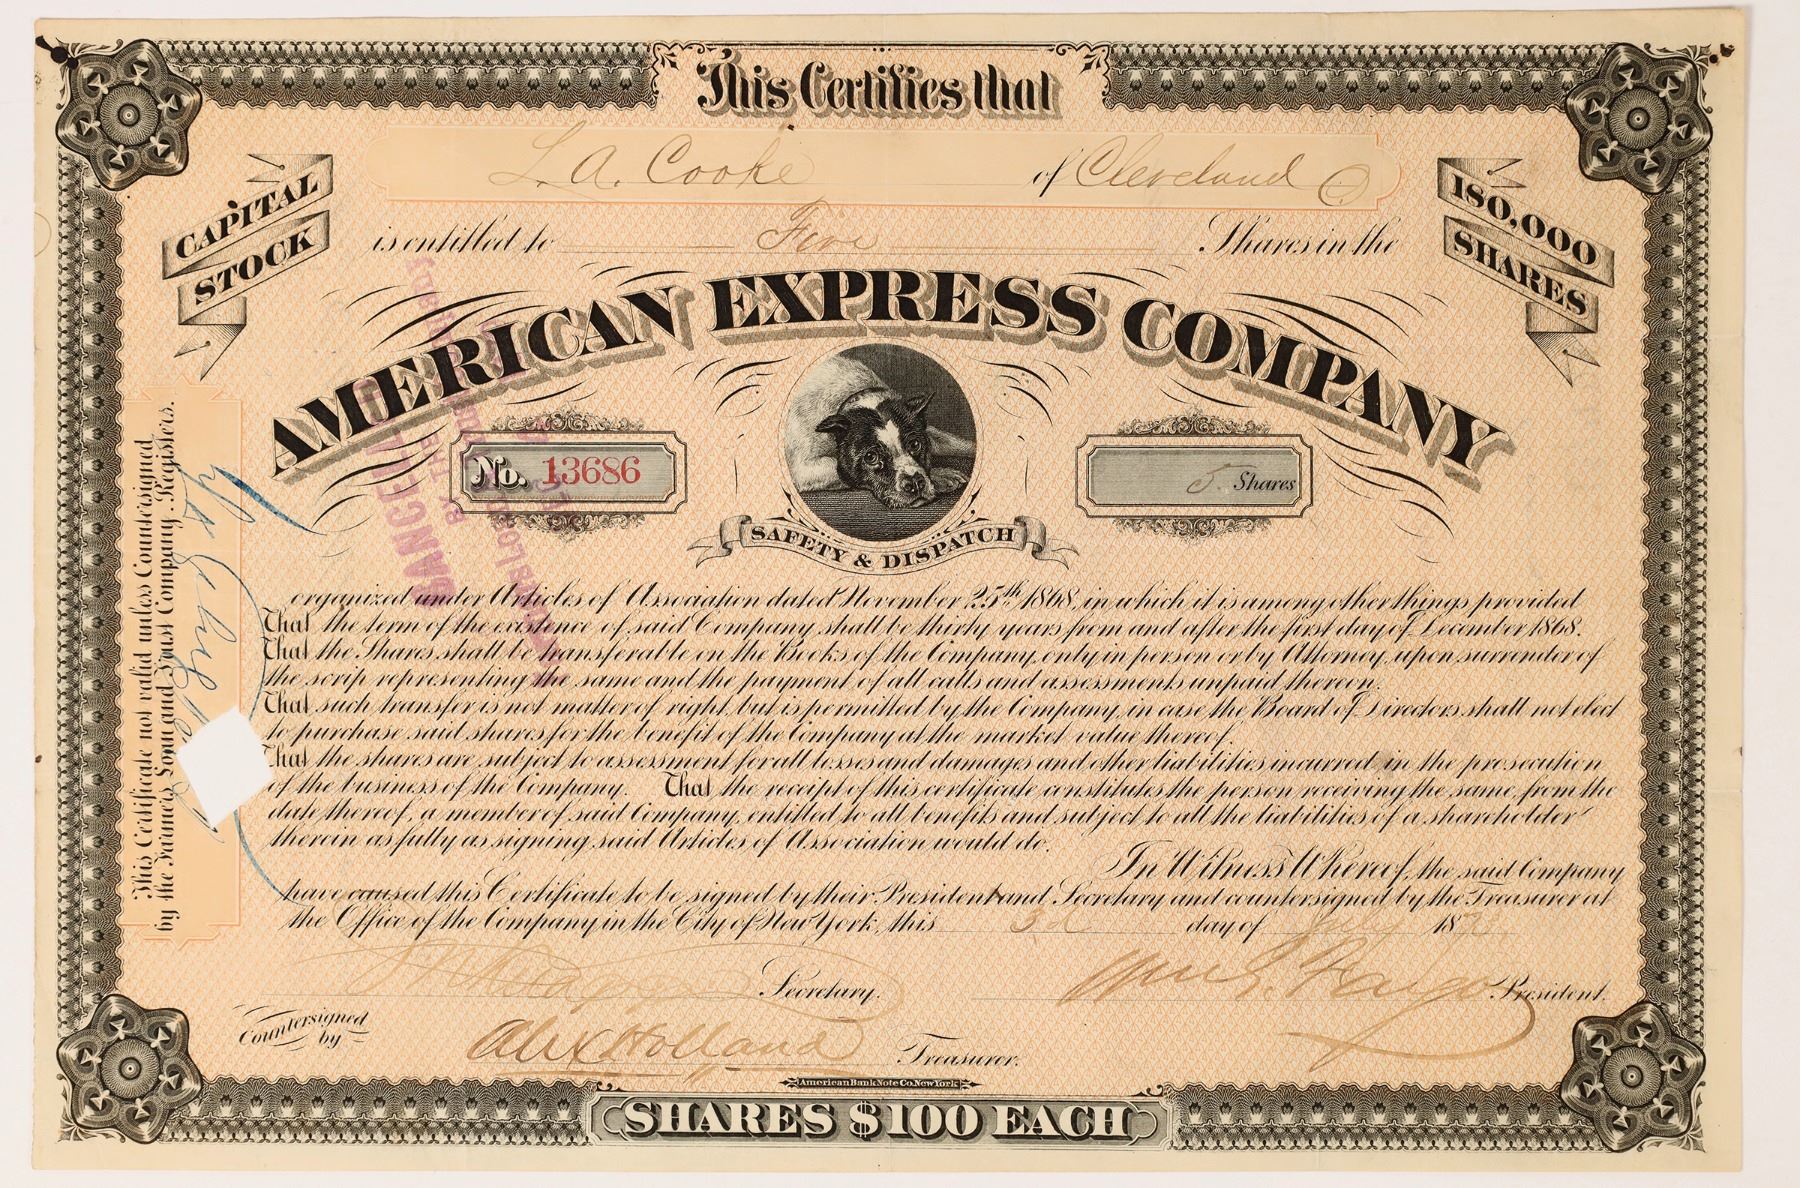 This Certifies that
L. A. Cooke of Cleveland O
CAPITAL STOCK
180,000 SHARES
is entitled to Five Shares in the
AMERICAN EXPRESS COMPANY
No. 13686
5 Shares
SAFETY & DISPATCH
CANCELLED
BY THE
organized under Articles of Association dated November 25th 1868, in which it is among other things provided
That the term of the existence of said Company shall be thirty years from and after the first day of December 1868.
That the Shares shall be transferable on the Books of the Company, only in person or by Attorney, upon surrender of
the scrip representing the same and the payment of all calls and assessments unpaid thereon.
That such transfer is not matter of right, but is permitted by the Company, in case the Board of Directors shall not elect
to purchase said shares for the benefit of the Company at the market value thereof.
That the shares are subject to assessment for all losses and damages and other liabilities incurred in the prosecution
of the business of the Company. That the receipt of this certificate constitutes the person receiving the same, from the
date thereof, a member of said Company, entitled to all benefits and subject to all the liabilities of a shareholder
therein as fully as signing said Articles of Association would do.
In Witness Whereof, the said Company
have caused this Certificate to be signed by their President and Secretary and countersigned by the Treasurer at
the Office of the Company in the City of New York, this 3d day of July 18
Secretary.
Wm G Fargo President.
Countersigned by Alex Holland Treasurer.
American Bank Note Co. New York
SHARES $100 EACH
This Certificate not valid unless Countersigned
by the Farmers Loan and Trust Company, Registers.